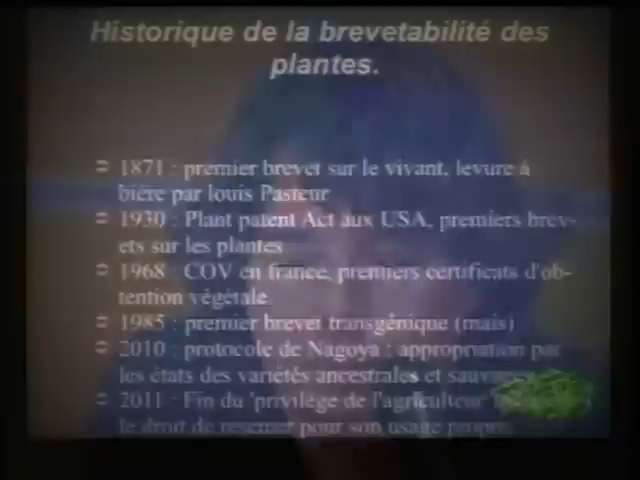 Historique de la brevetabilité des
plantes.
1871 : premier brevet sur le vivant, levure à
bière par louis Pasteur
1930 : Plant patent Act aux USA, premiers brev-
ets sur les plantes
1968 : COV en france, premiers certificats d'ob-
tention végétale.
1985 : premier brevet transgénique (maïs)
2010 : protocole de Nagoya : appropriation par
les états des variétés ancestrales et
2011 : Fin du 'privilège de l'agriculteur'
le droit de resemer pour son usage propre.